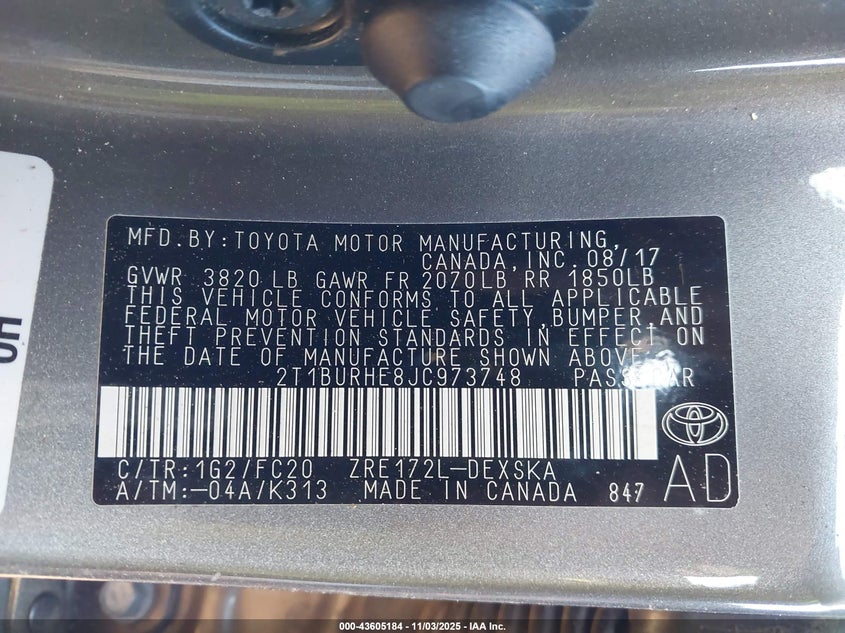 MFD.BY:TOYOTA MOTOR MANUFACTURING,
CANADA,INC.08/17
GVWR 3820 LB GAWR FR 2070LB RR 1850LB
THIS VEHICLE CONFORMS TO ALL APPLICABLE
FEDERAL MOTOR VEHICLE SAFETY,BUMPER,AND
THEFT PREVENTION STANDARDS IN EFFECT ON
THE DATE OF MANUFACTURE SHOWN ABOVE.
2T1BURHE8JC973748
C/TR:1G2/FC20 ZRE172L-DEXSKA
A/TM:-04A/K313 MADE IN CANADA 847 AD
000-43605184 - 11/03/2025 - IAA Inc.